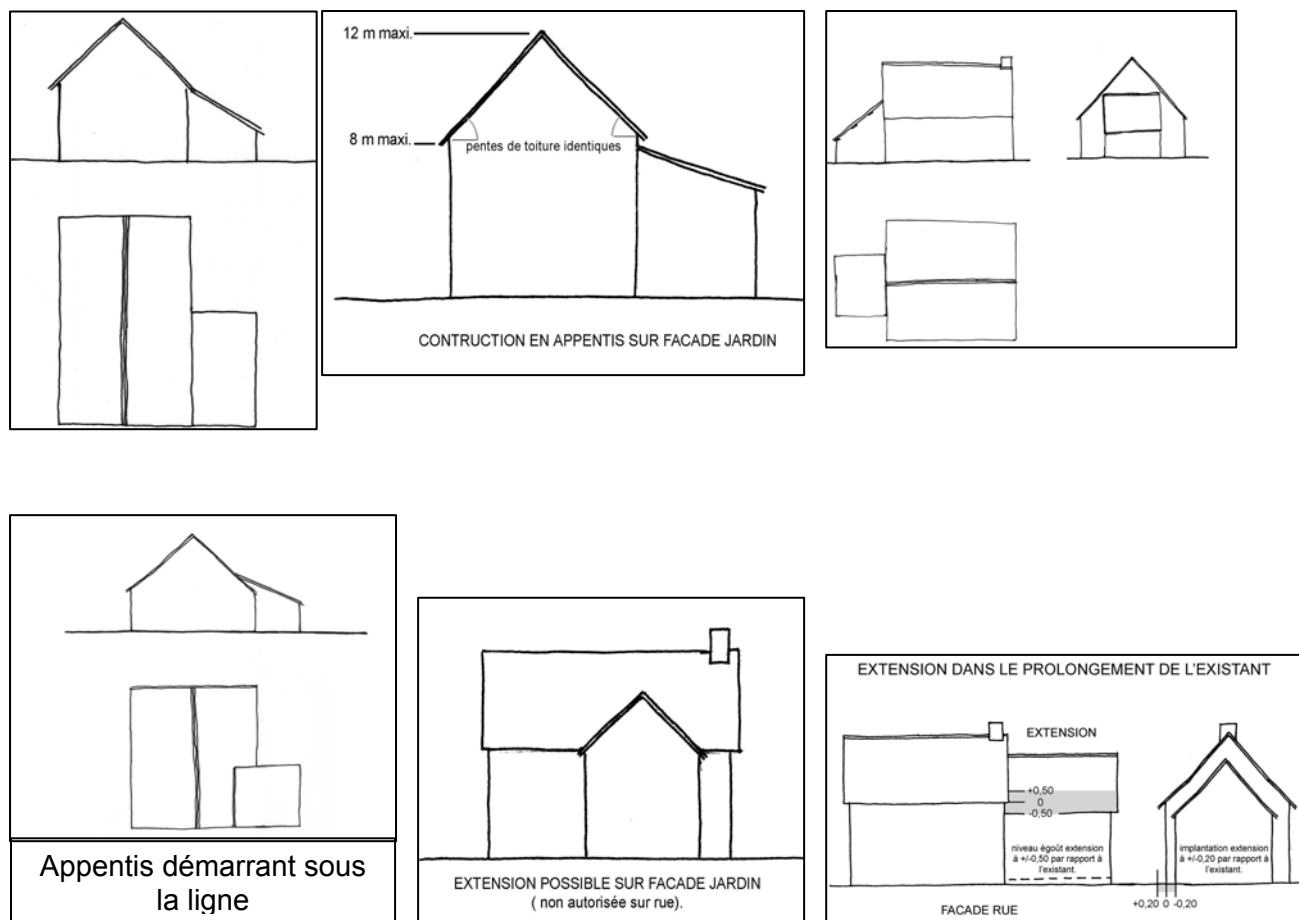 12 m maxi.
8 m maxi.
pentes de toiture identiques
CONTRUCTION EN APPENTIS SUR FACADE JARDIN
Appentis démarrant sous
la ligne
EXTENSION POSSIBLE SUR FACADE JARDIN
( non autorisée sur rue).
EXTENSION DANS LE PROLONGEMENT DE L'EXISTANT
EXTENSION
+0,50
0
-0,50
niveau égoût extension
à +/-0,50 par rapport à
l'existant.
implantation extension
à +/-0,20 par rapport à
l'existant.
+0,20 0 -0,20
FACADE RUE